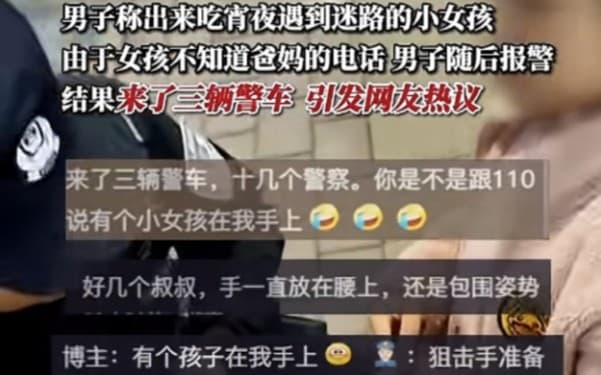 男子称出来吃宵夜遇到迷路的小女孩
由于女孩不知道爸妈的电话 男子随后报警
结果来了三辆警车 引发网友热议
来了三辆警车，十几个警察。你是不是跟110
说有个小女孩在我手上🤣🤣🤣
好几个叔叔，手一直放在腰上，还是包围姿势
博主：有个孩子在我手上🤓 👮：狙击手准备